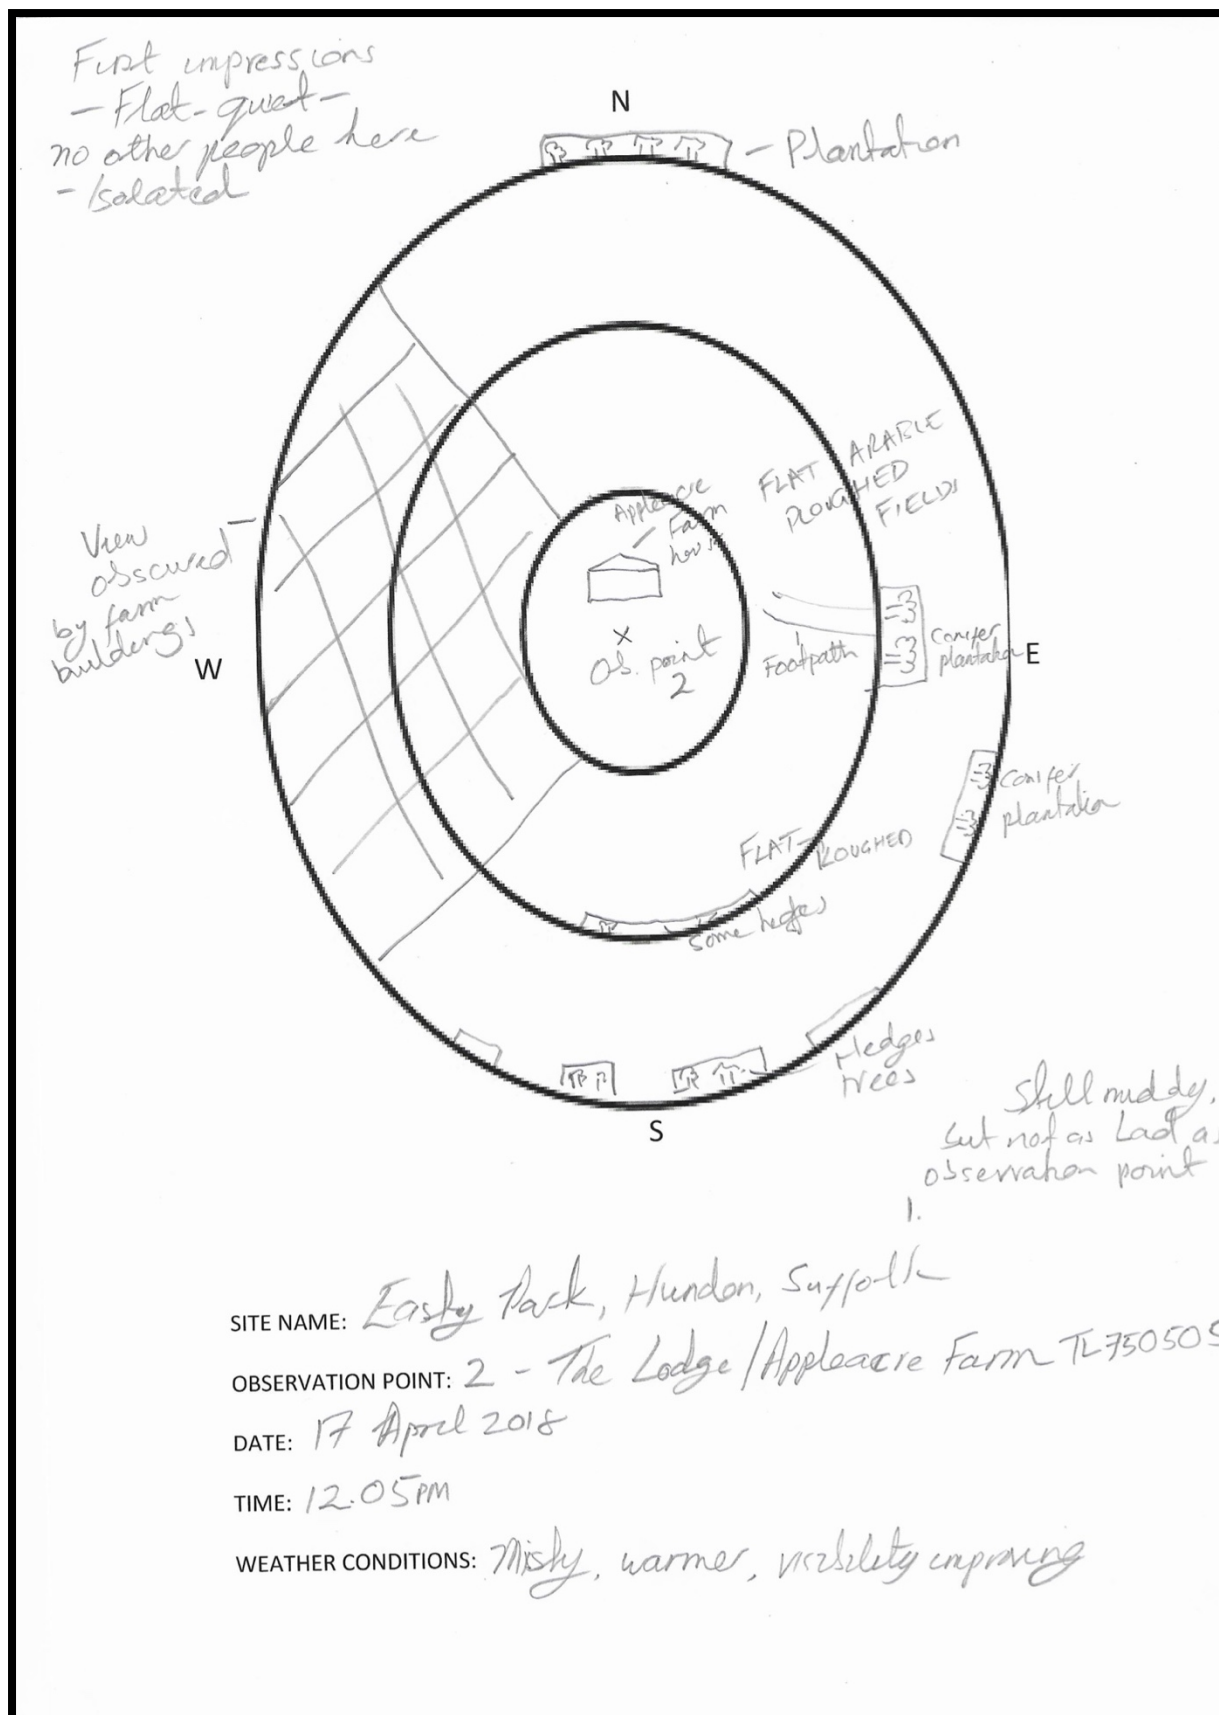 First impressions
- Flat - quiet -
no other people here
- Isolated
N
- Plantation
FLAT ARABLE
PLOUGHED
FIELDS
Appleacre
Farm
house
View
obscured
by farm
buildings
W
X
Ob. point
2
Footpath
Conifer
plantation
E
Conifer
plantation
FLAT - PLOUGHED
Some hedges
Hedges
trees
S
Still muddy,
but not as bad as
observation point
1.
SITE NAME: Easty Park, Hundon, Suffolk
OBSERVATION POINT: 2 - The Lodge/Appleacre Farm TL750505
DATE: 17 April 2018
TIME: 12.05PM
WEATHER CONDITIONS: Misty, warmer, visibility improving